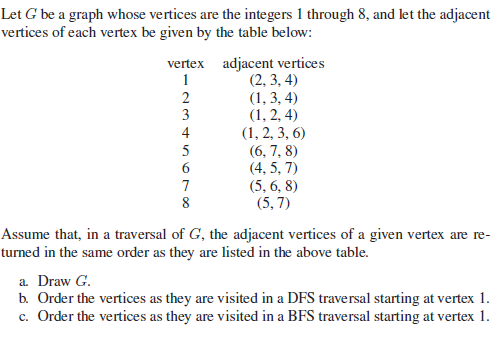 Let G be a graph whose vertices are the integers 1 through 8, and let the adjacent
vertices of each vertex be given by the table below:
vertex adjacent vertices
1 (2, 3, 4)
2 (1, 3, 4)
3 (1, 2, 4)
4 (1, 2, 3, 6)
5 (6, 7, 8)
6 (4, 5, 7)
7 (5, 6, 8)
8 (5, 7)
Assume that, in a traversal of G, the adjacent vertices of a given vertex are re-
turned in the same order as they are listed in the above table.
a. Draw G.
b. Order the vertices as they are visited in a DFS traversal starting at vertex 1.
c. Order the vertices as they are visited in a BFS traversal starting at vertex 1.